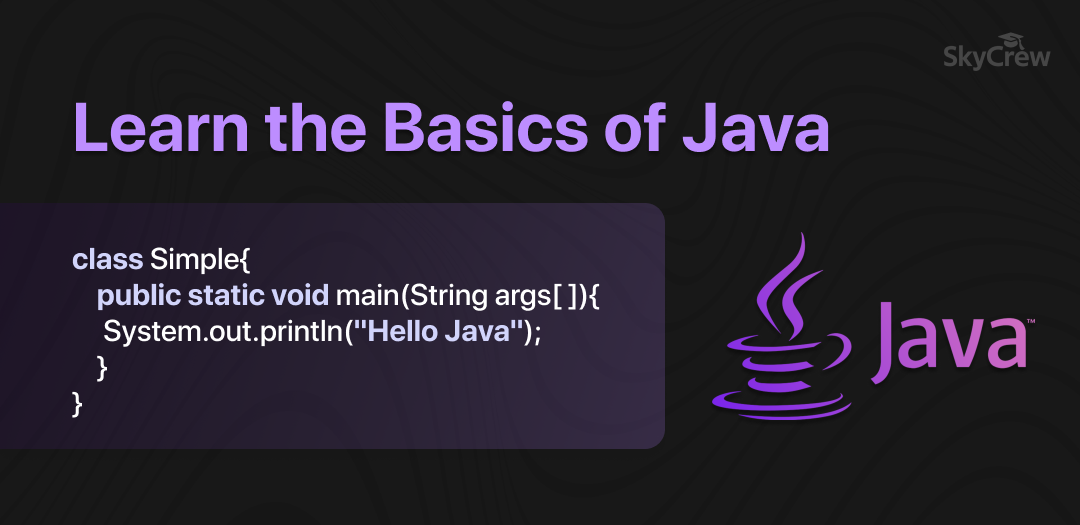 SkyCrew
Learn the Basics of Java
class Simple{
public static void main(String args[ ]){
System.out.println("Hello Java");
}
}
Java™